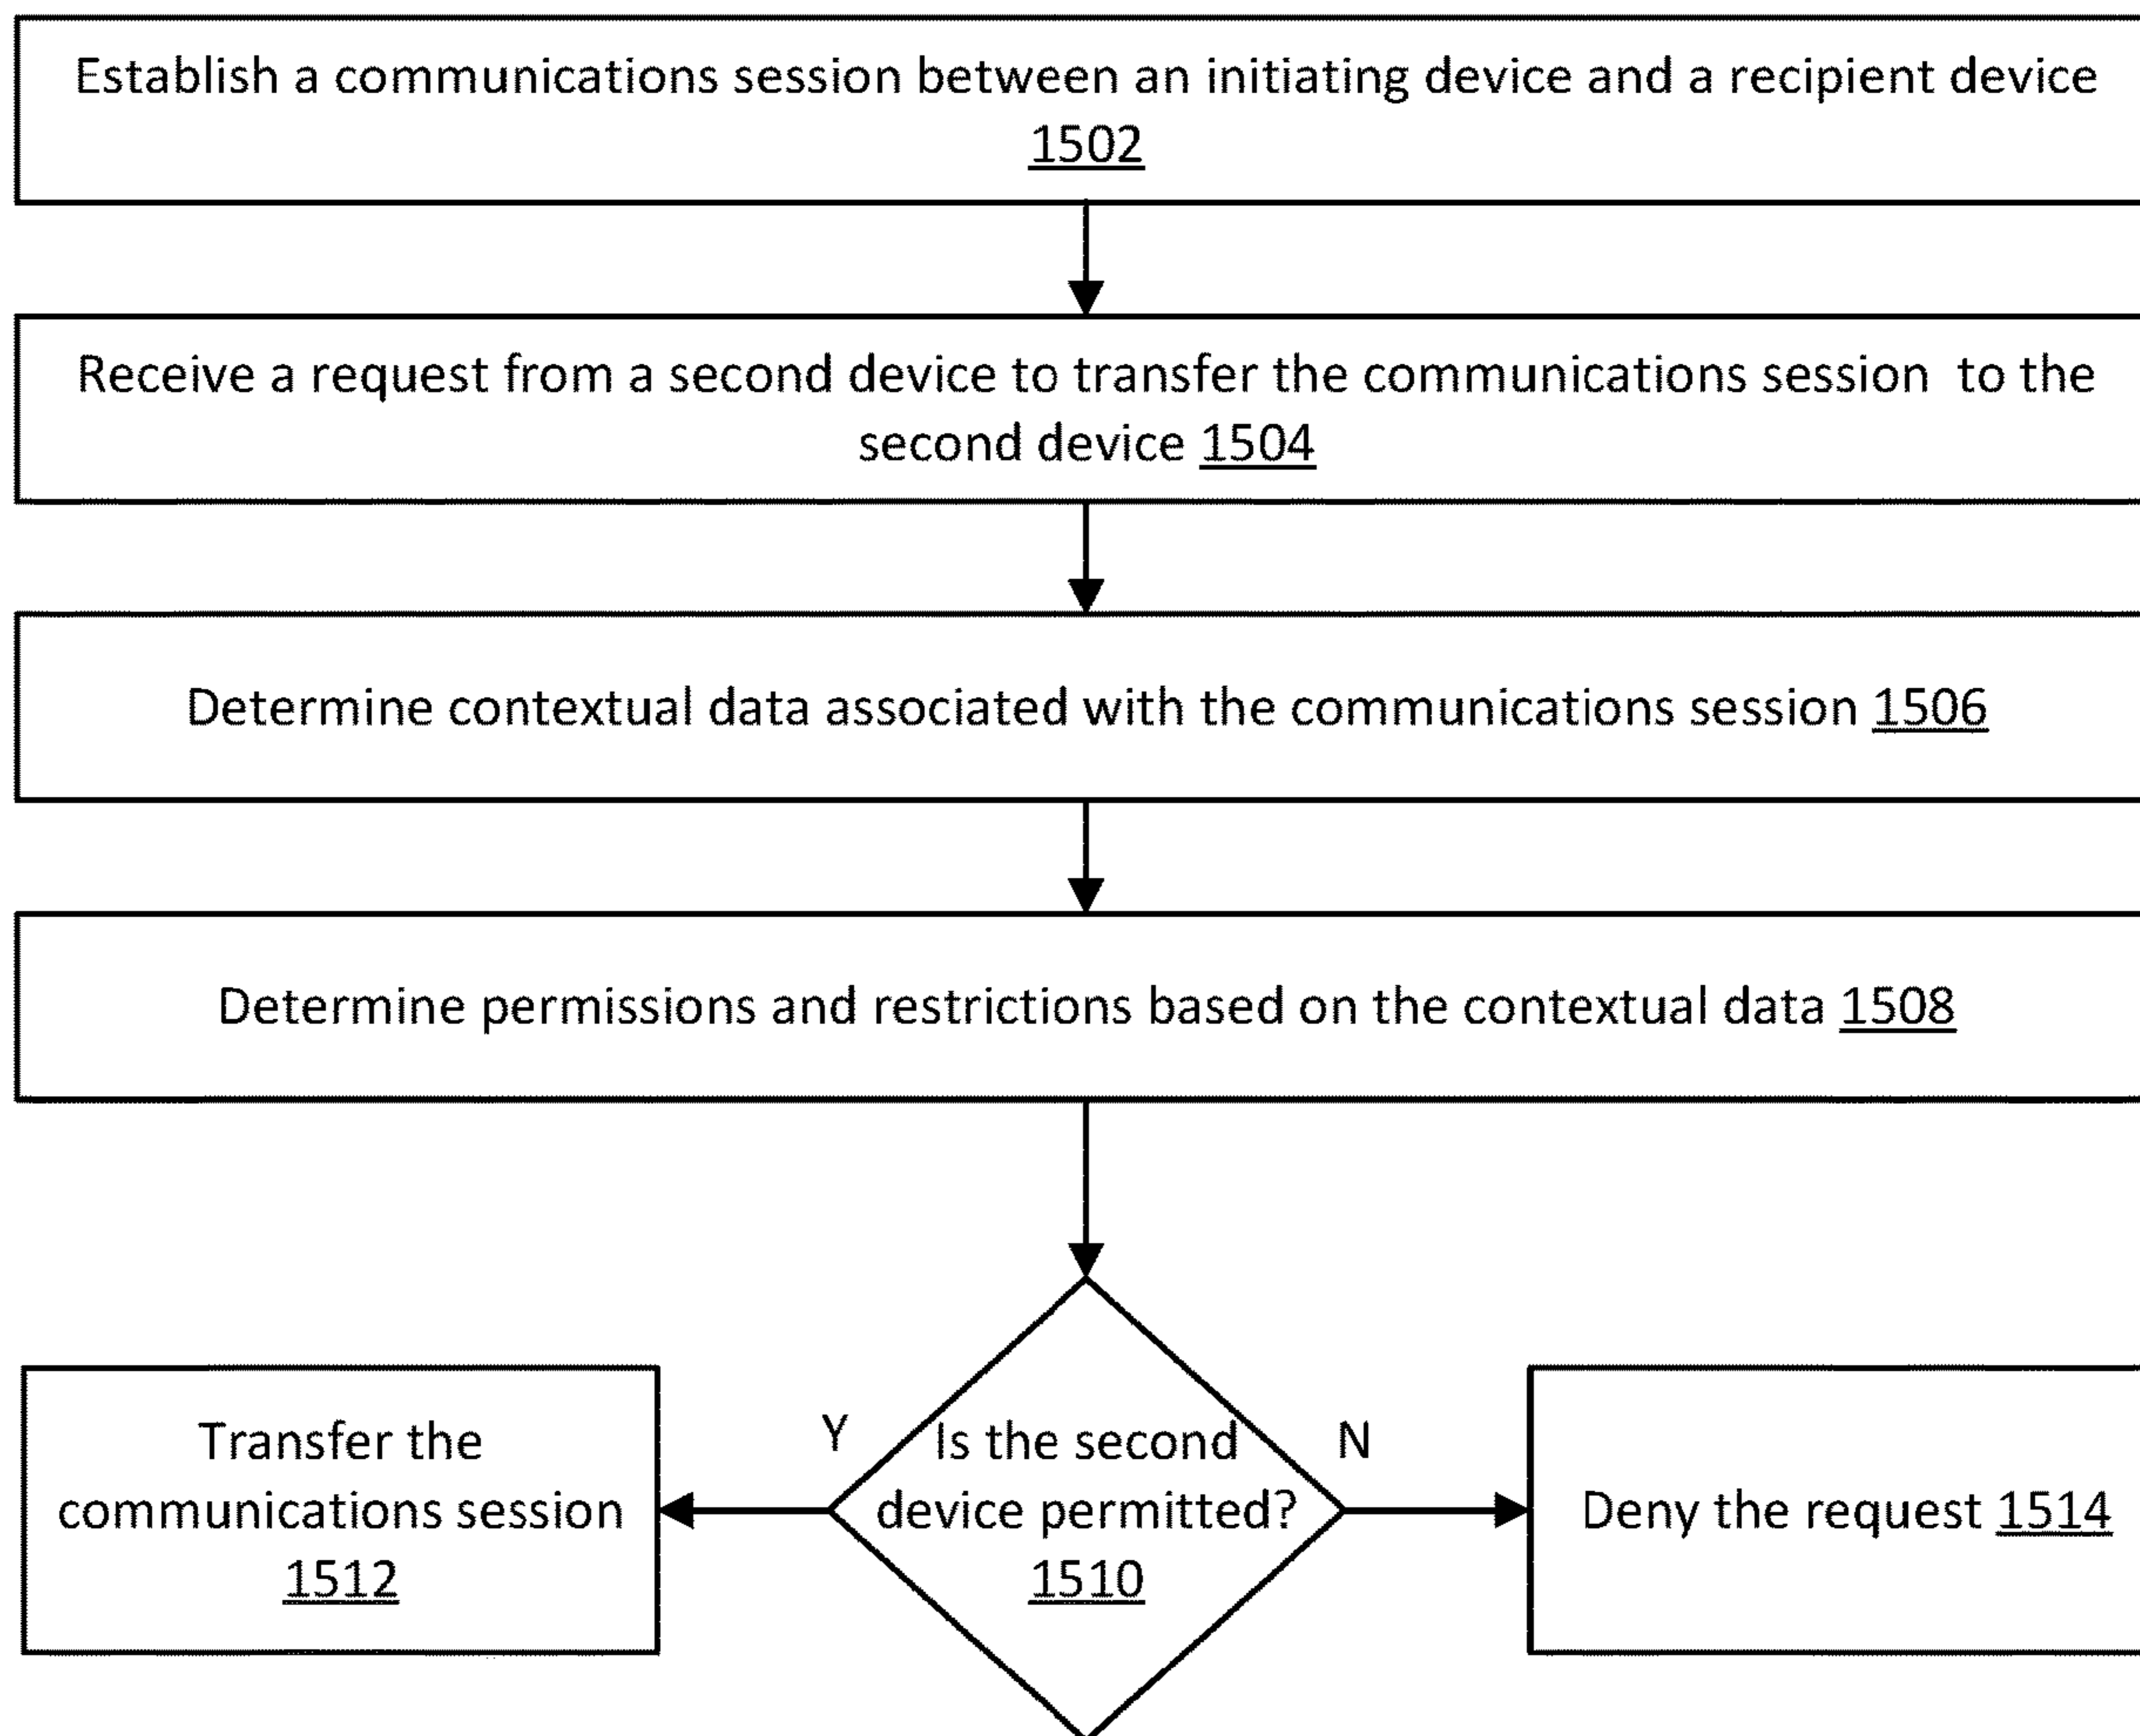 Establish a communications session between an initiating device and a recipient device
1502
Receive a request from a second device to transfer the communications session to the
second device 1504
Determine contextual data associated with the communications session 1506
Determine permissions and restrictions based on the contextual data 1508
Y
N
Transfer the
communications session
1512
Is the second
device permitted?
1510
Deny the request 1514